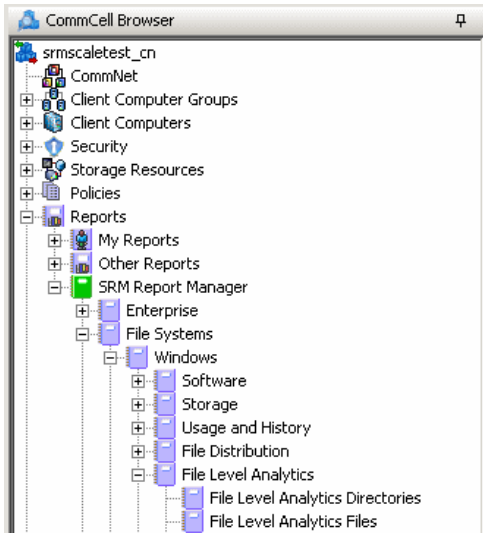 CommCell Browser
srmscaletest_cn
CommNet
Client Computer Groups
Client Computers
Security
Storage Resources
Policies
Reports
My Reports
Other Reports
SRM Report Manager
Enterprise
File Systems
Windows
Software
Storage
Usage and History
File Distribution
File Level Analytics
File Level Analytics Directories
File Level Analytics Files